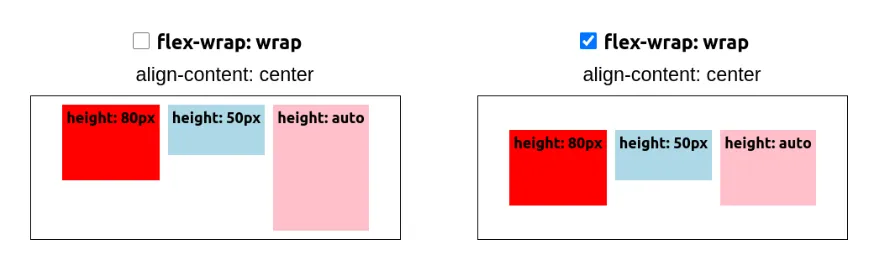 flex-wrap: wrap
align-content: center
height: 80px height: 50px height: auto
flex-wrap: wrap
align-content: center
height: 80px height: 50px height: auto